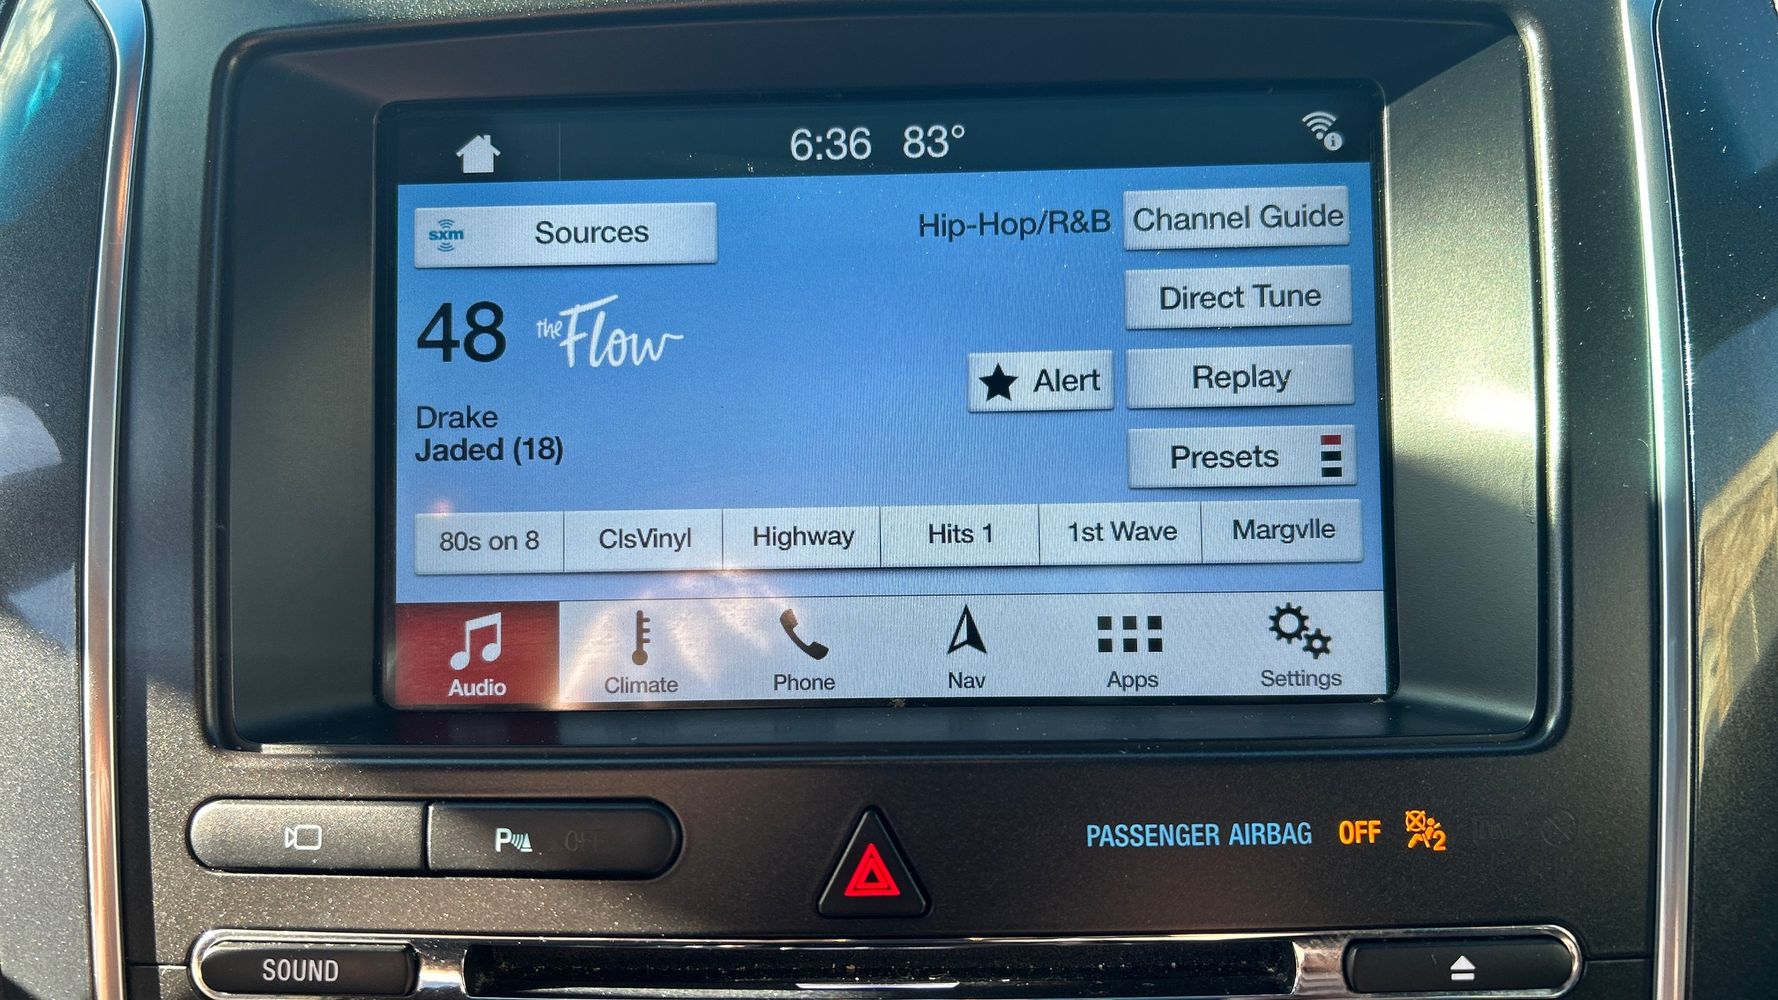 6:36 83°
sxm Sources
Hip-Hop/R&B
Channel Guide
48 the Flow
Direct Tune
Alert
Replay
Drake
Jaded (18)
Presets
80s on 8
ClsVinyl
Highway
Hits 1
1st Wave
Margvlle
Audio
Climate
Phone
Nav
Apps
Settings
P OFF
PASSENGER AIRBAG OFF 2
SOUND